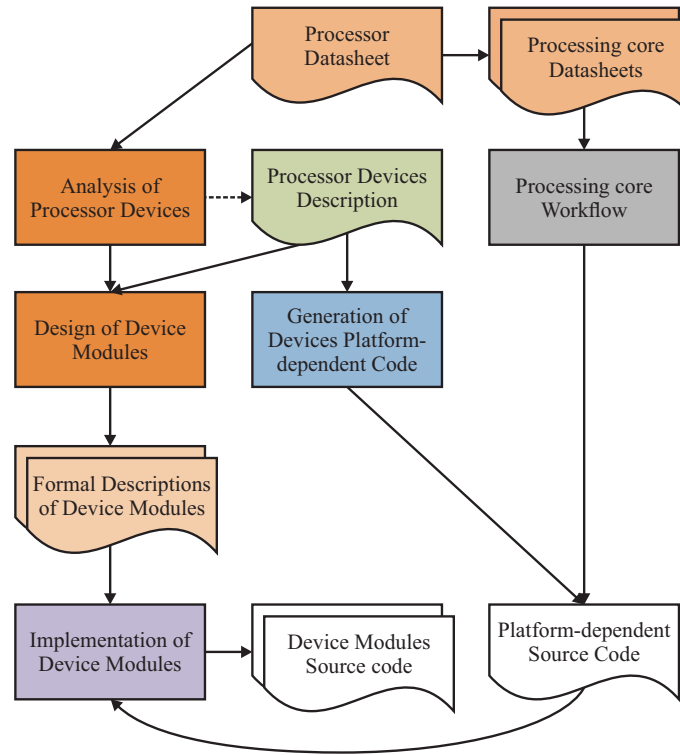 Processor
Datasheet
Processing core
Datasheets
Analysis of
Processor Devices
Processor Devices
Description
Processing core
Workflow
Design of Device
Modules
Generation of
Devices Platform-
dependent Code
Formal Descriptions
of Device Modules
Implementation of
Device Modules
Device Modules
Source code
Platform-dependent
Source Code